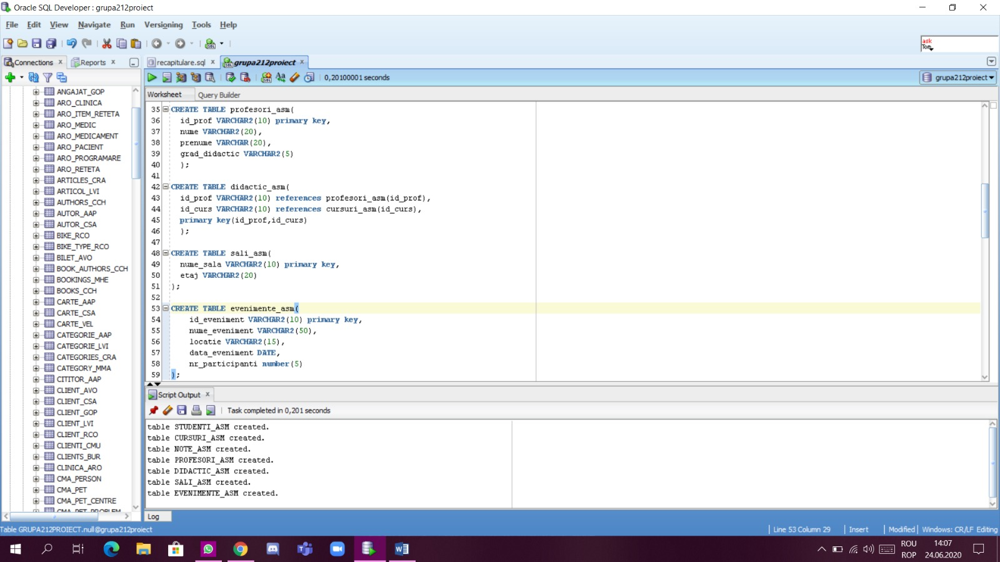 Oracle SQL Developer : grupa212proiect
File Edit View Navigate Run Versioning Tools Help
ask
Tom
Connections x Reports x
recapitulare.sql x grupa212proiect x
0,20100001 seconds
grupa212proiect
Worksheet Query Builder
ANGAJAT_GOP
ARO_CLINICA
ARO_ITEM_RETETA
ARO_MEDIC
ARO_MEDICAMENT
ARO_PACIENT
ARO_PROGRAMARE
ARO_RETETA
ARTICLES_CRA
ARTICOL_LVI
AUTHORS_CCH
AUTOR_AAP
AUTOR_CSA
BIKE_RCO
BIKE_TYPE_RCO
BILET_AVO
BOOK_AUTHORS_CCH
BOOKINGS_MHE
BOOKS_CCH
CARTE_AAP
CARTE_CSA
CARTE_VEL
CATEGORIE_AAP
CATEGORIE_LVI
CATEGORIES_CRA
CATEGORY_MMA
CITITOR_AAP
CLIENT_AVO
CLIENT_CSA
CLIENT_GOP
CLIENT_LVI
CLIENT_RCO
CLIENTI_CMU
CLIENTS_BUR
CLINICA_ARO
CMA_PERSON
CMA_PET
CMA_PET_CENTRE
CMA_PET_PROBLEM
35 CREATE TABLE profesori_asm(
36 id_prof VARCHAR2(10) primary key,
37 nume VARCHAR2(20),
38 prenume VARCHAR(20),
39 grad_didactic VARCHAR2(5)
40 );
41
42 CREATE TABLE didactic_asm(
43 id_prof VARCHAR2(10) references profesori_asm(id_prof),
44 id_curs VARCHAR2(10) references cursuri_asm(id_curs),
45 primary key(id_prof,id_curs)
46 );
47
48 CREATE TABLE sali_asm(
49 nume_sala VARCHAR2(10) primary key,
50 etaj VARCHAR2(20)
51 );
52
53 CREATE TABLE evenimente_asm(
54 id_eveniment VARCHAR2(10) primary key,
55 nume_eveniment VARCHAR2(50),
56 locatie VARCHAR2(15),
57 data_eveniment DATE,
58 nr_participanti number(5)
59 );
Script Output x
Task completed in 0,201 seconds
table STUDENTI_ASM created.
table CURSURI_ASM created.
table NOTE_ASM created.
table PROFESORI_ASM created.
table DIDACTIC_ASM created.
table SALI_ASM created.
table EVENIMENTE_ASM created.
Log
Table GRUPA212PROIECT.null@grupa212proiect
Line 53 Column 29 Insert Modified Windows: CR/LF Editing
ROU 14:07
ROP 24.06.2020